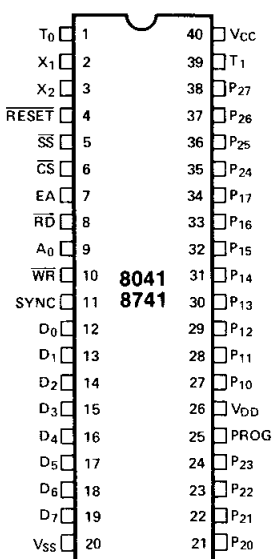 T0 1 40 VCC
X1 2 39 T1
X2 3 38 P27
RESET 4 37 P26
SS 5 36 P25
CS 6 35 P24
EA 7 34 P17
RD 8 33 P16
A0 9 32 P15
WR 10 31 P14
SYNC 11 30 P13
8041
8741
D0 12 29 P12
D1 13 28 P11
D2 14 27 P10
D3 15 26 VDD
D4 16 25 PROG
D5 17 24 P23
D6 18 23 P22
D7 19 22 P21
VSS 20 21 P20